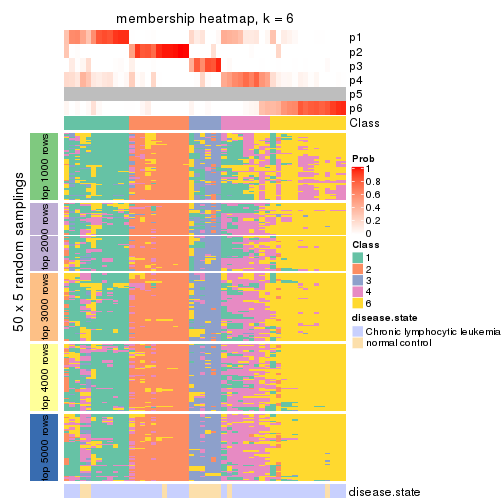 membership heatmap, k = 6
p1
p2
p3
p4
p5
p6
Class
50 x 5 random samplings
top 1000 rows
top 2000 rows
top 3000 rows
top 4000 rows
top 5000 rows
disease.state
Prob
1
0.8
0.6
0.4
0.2
0
Class
1
2
3
4
6
disease.state
Chronic lymphocytic leukemia
normal control